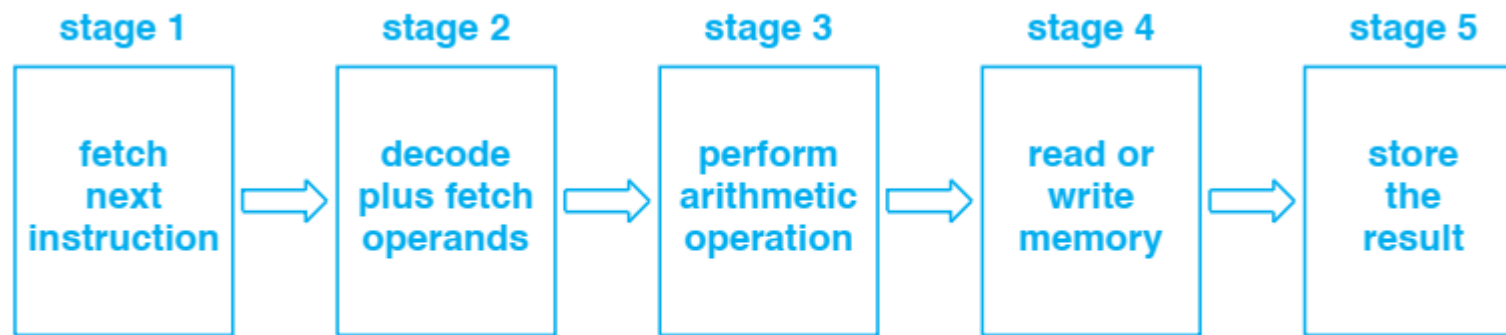 stage 1
fetch
next
instruction
stage 2
decode
plus fetch
operands
stage 3
perform
arithmetic
operation
stage 4
read or
write
memory
stage 5
store
the
result